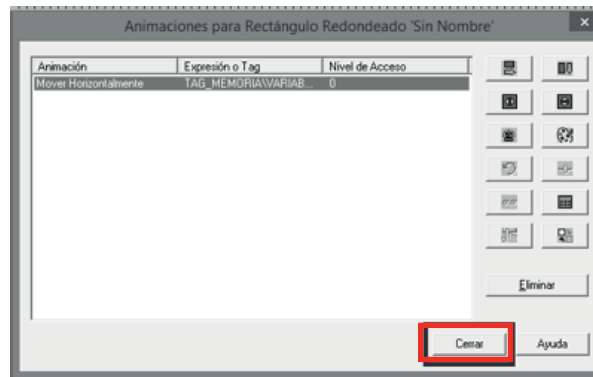 Animaciones para Rectángulo Redondeado 'Sin Nombre'
Animación Expresión o Tag Nivel de Acceso
Mover Horizontalmente TAG_MEMORIA\VARIAB... 0
Eliminar
Cerrar Ayuda